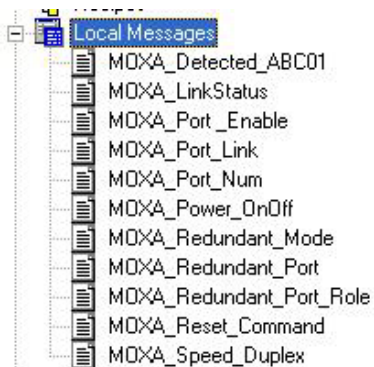 Local Messages
MOXA_Detected_ABC01
MOXA_LinkStatus
MOXA_Port _Enable
MOXA_Port_Link
MOXA_Port_Num
MOXA_Power_OnOff
MOXA_Redundant_Mode
MOXA_Redundant_Port
MOXA_Redundant_Port_Role
MOXA_Reset_Command
MOXA_Speed_Duplex